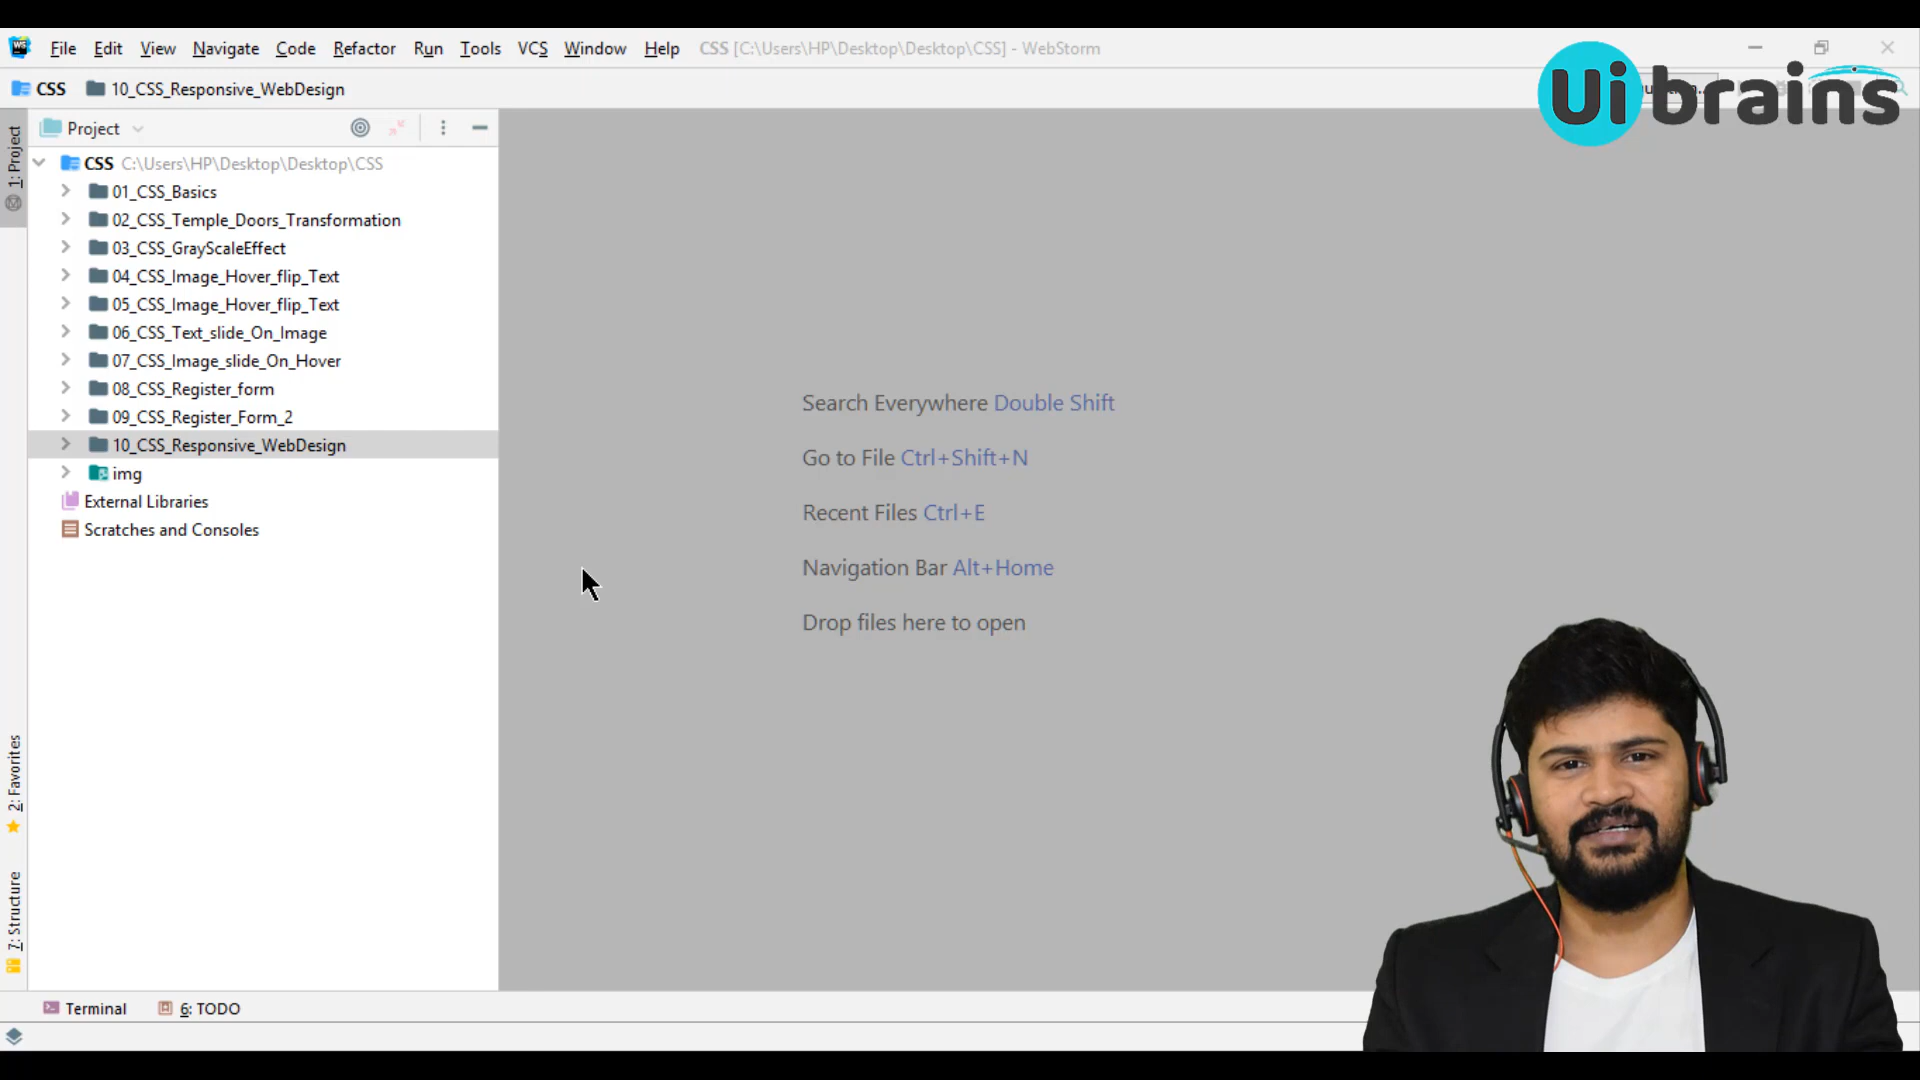 File Edit View Navigate Code Refactor Run Tools VCS Window Help CSS [C:\Users\HP\Desktop\Desktop\CSS] - WebStorm
CSS 10_CSS_Responsive_WebDesign
Ui brains
1: Project
Project
CSS C:\Users\HP\Desktop\Desktop\CSS
01_CSS_Basics
02_CSS_Temple_Doors_Transformation
03_CSS_GrayScaleEffect
04_CSS_Image_Hover_flip_Text
05_CSS_Image_Hover_flip_Text
06_CSS_Text_slide_On_Image
07_CSS_Image_slide_On_Hover
08_CSS_Register_form
09_CSS_Register_Form_2
10_CSS_Responsive_WebDesign
img
External Libraries
Scratches and Consoles
Search Everywhere Double Shift
Go to File Ctrl+Shift+N
Recent Files Ctrl+E
Navigation Bar Alt+Home
Drop files here to open
2: Favorites
7: Structure
Terminal 6: TODO